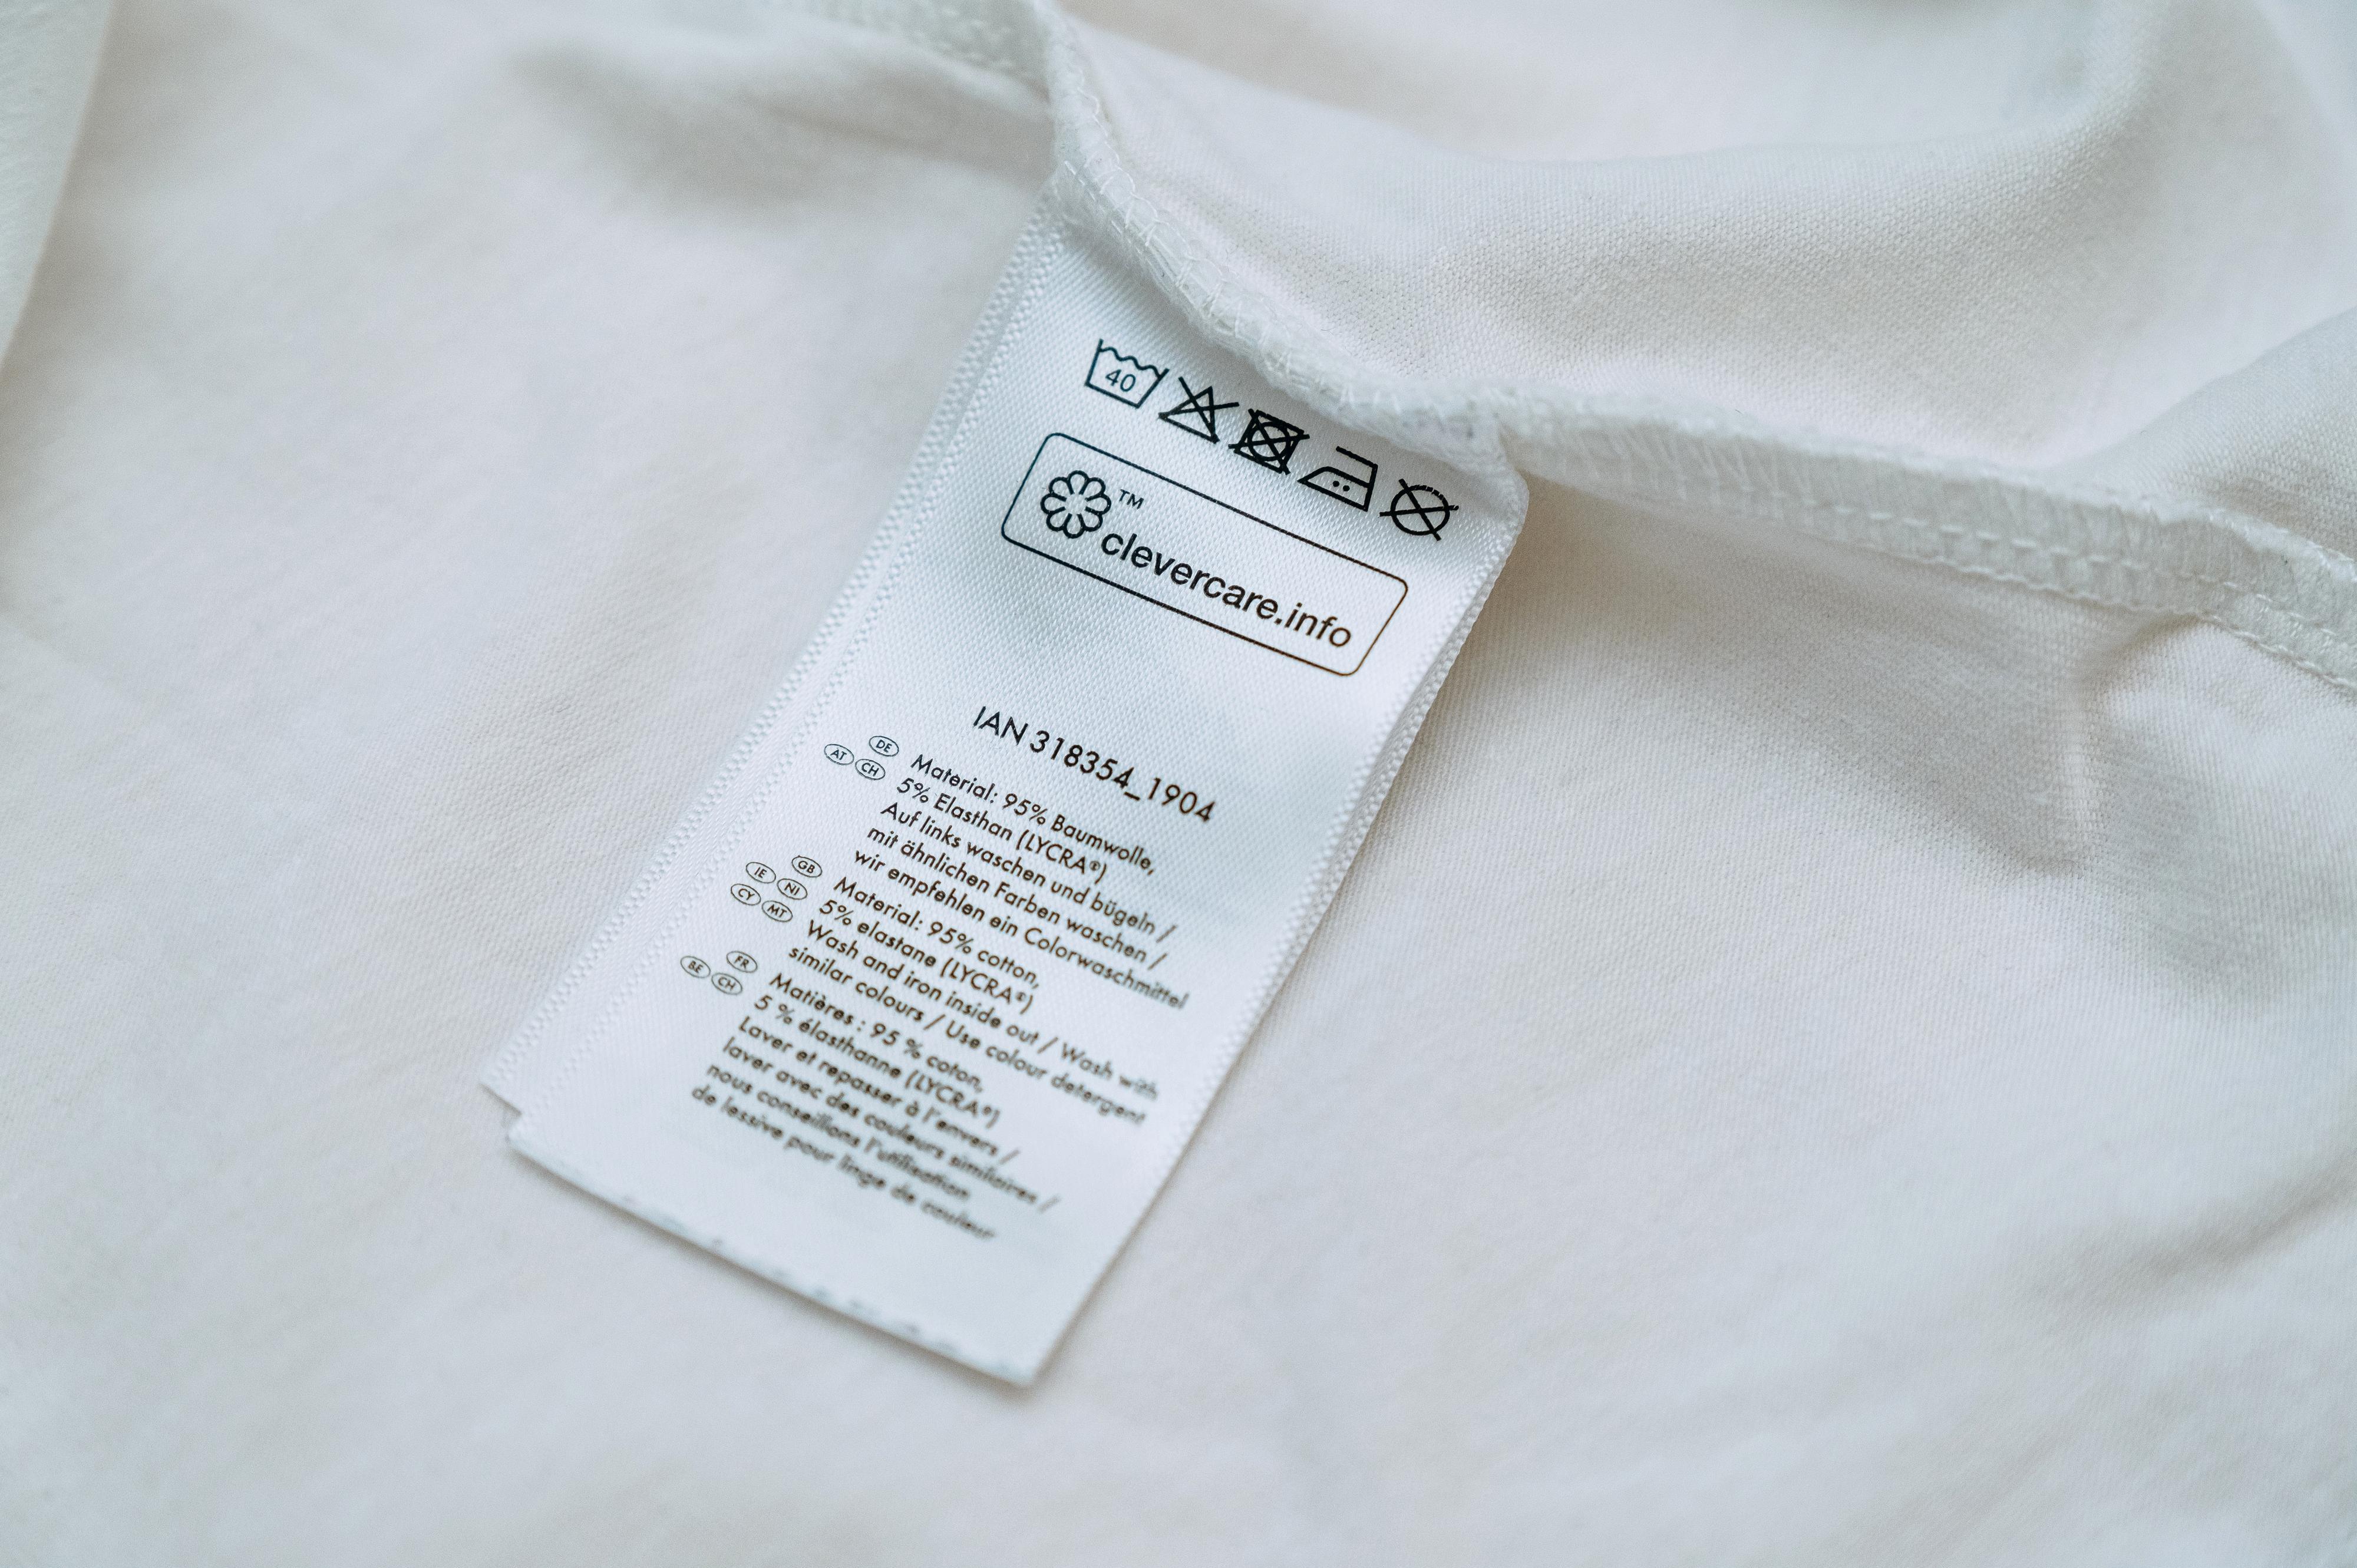 40
™
clevercare.info
IAN 318354_1904
DE
AT CH
Material: 95% Baumwolle,
5% Elasthan (LYCRA®)
Auf links waschen und bügeln /
mit ähnlichen Farben waschen /
wir empfehlen ein Colorwaschmittel
GB
IE NI
CY MT
Material: 95% cotton,
5% elastane (LYCRA®)
Wash and iron inside out / Wash with
similar colours / Use colour detergent
FR
BE CH
Matières : 95 % coton,
5 % élasthanne (LYCRA®)
Laver et repasser à l'envers /
laver avec des couleurs similaires /
nous conseillons l'utilisation
de lessive pour linge de couleur